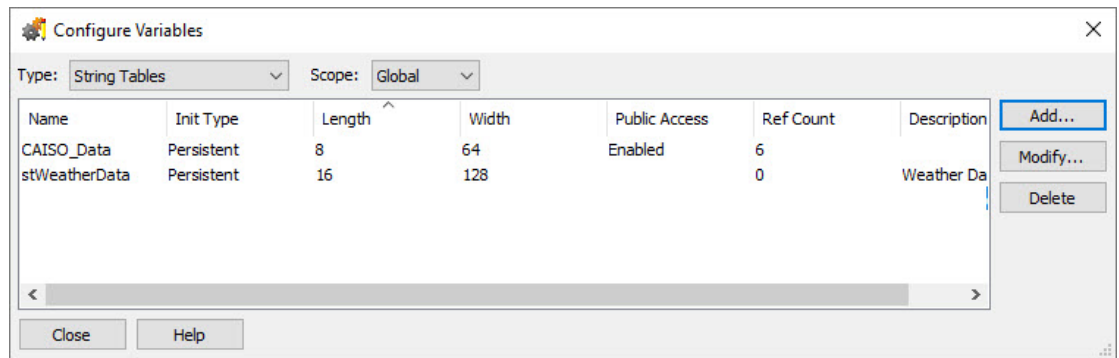 Configure Variables
Type: String Tables Scope: Global
Name Init Type Length Width Public Access Ref Count Description
CAISO_Data Persistent 8 64 Enabled 6
stWeatherData Persistent 16 128 0 Weather Da
Add...
Modify...
Delete
Close Help